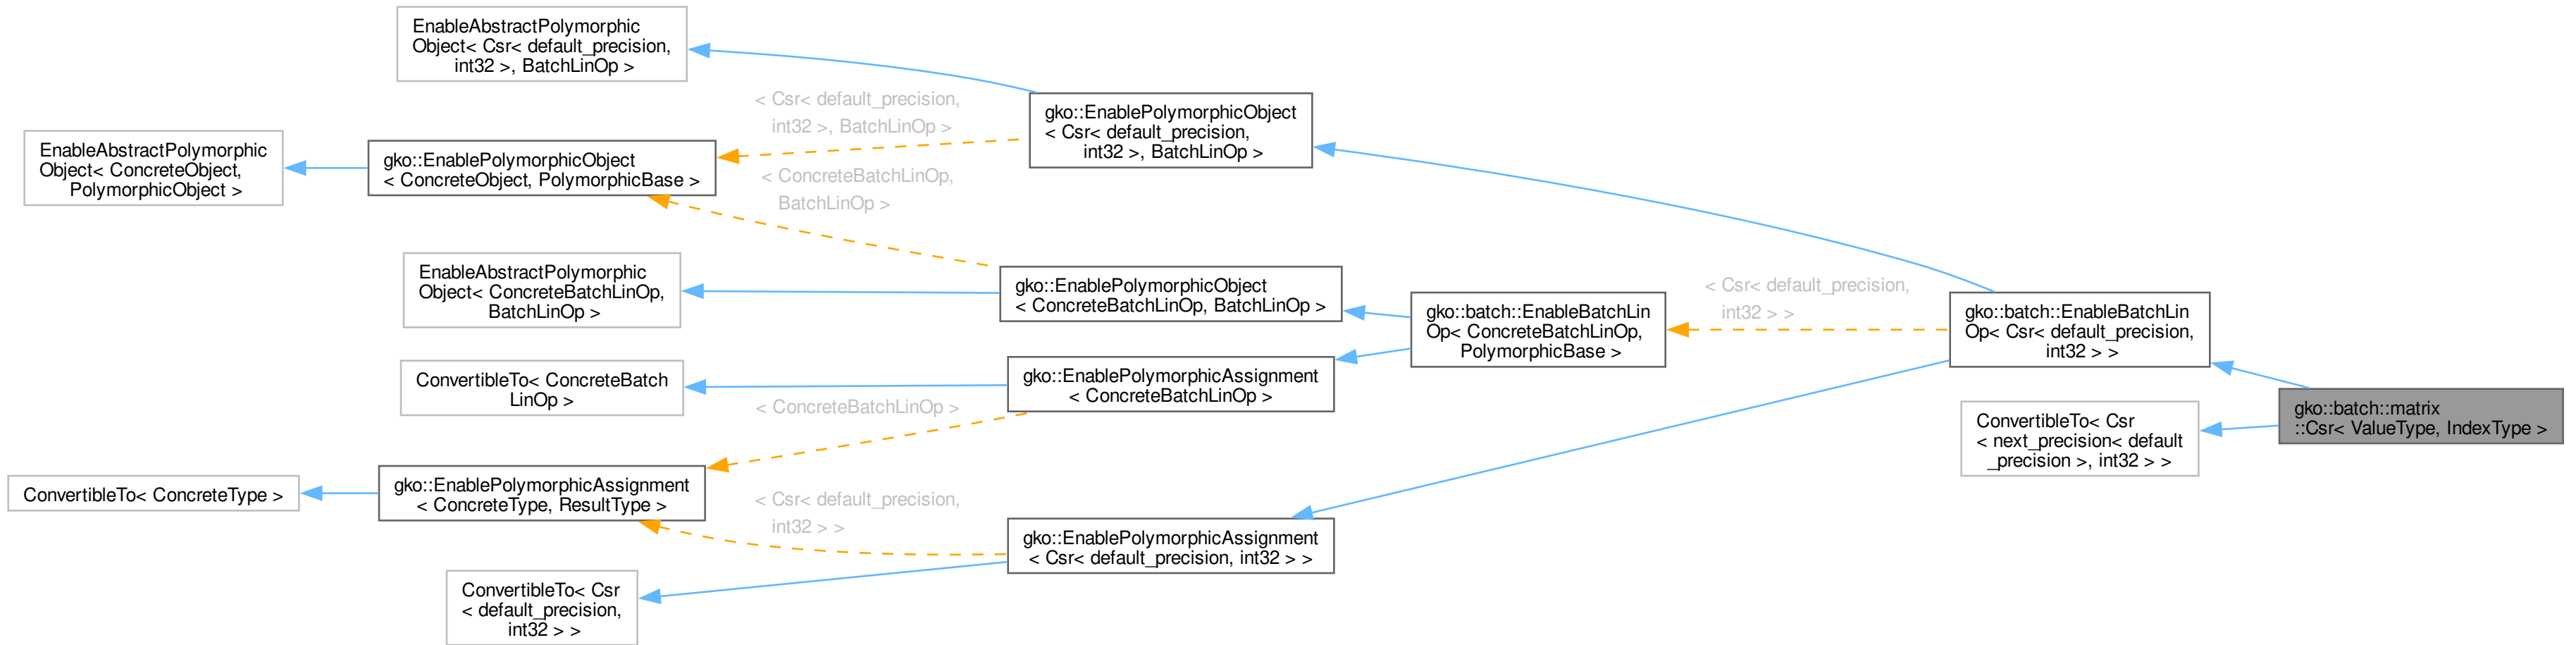 EnableAbstractPolymorphic
Object< Csr< default_precision,
int32 >, BatchLinOp >
< Csr< default_precision,
int32 >, BatchLinOp >
gko::EnablePolymorphicObject
< Csr< default_precision,
int32 >, BatchLinOp >
EnableAbstractPolymorphic
Object< ConcreteObject,
PolymorphicObject >
gko::EnablePolymorphicObject
< ConcreteObject, PolymorphicBase >
< ConcreteBatchLinOp,
BatchLinOp >
EnableAbstractPolymorphic
Object< ConcreteBatchLinOp,
BatchLinOp >
gko::EnablePolymorphicObject
< ConcreteBatchLinOp, BatchLinOp >
gko::batch::EnableBatchLin
Op< ConcreteBatchLinOp,
PolymorphicBase >
< Csr< default_precision,
int32 > >
gko::batch::EnableBatchLin
Op< Csr< default_precision,
int32 > >
ConvertibleTo< ConcreteBatch
LinOp >
gko::EnablePolymorphicAssignment
< ConcreteBatchLinOp >
< ConcreteBatchLinOp >
ConvertibleTo< Csr
< next_precision< default
_precision >, int32 > >
gko::batch::matrix
::Csr< ValueType, IndexType >
ConvertibleTo< ConcreteType >
gko::EnablePolymorphicAssignment
< ConcreteType, ResultType >
< Csr< default_precision,
int32 > >
gko::EnablePolymorphicAssignment
< Csr< default_precision, int32 > >
ConvertibleTo< Csr
< default_precision,
int32 > >